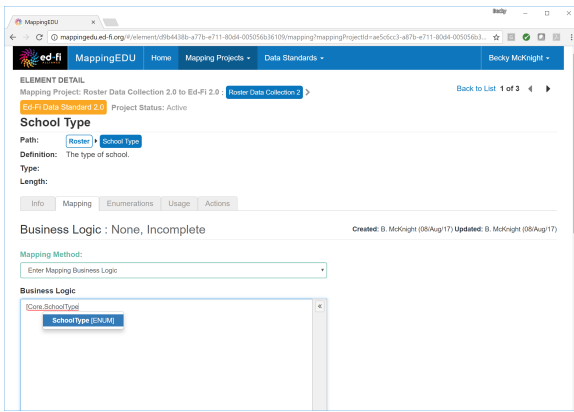 Becky
MappingEDU
mappingedu.ed-fi.org/#/element/d9b4438b-a77b-e711-80d4-005056b36109/mapping?mappingProjectId=ae5c6cc3-a87b-e711-80d4-005056b3...
ed-fi ALLIANCE MappingEDU Home Mapping Projects Data Standards Becky McKnight
ELEMENT DETAIL
Mapping Project: Roster Data Collection 2.0 to Ed-Fi 2.0 : Roster Data Collection 2 Back to List 1 of 3
Ed-Fi Data Standard 2.0 Project Status: Active
School Type
Path: Roster School Type
Definition: The type of school.
Type:
Length:
Info Mapping Enumerations Usage Actions
Business Logic : None, Incomplete Created: B. McKnight (08/Aug/17) Updated: B. McKnight (08/Aug/17)
Mapping Method:
Enter Mapping Business Logic
Business Logic
[Core.SchoolType «
SchoolType [ENUM]